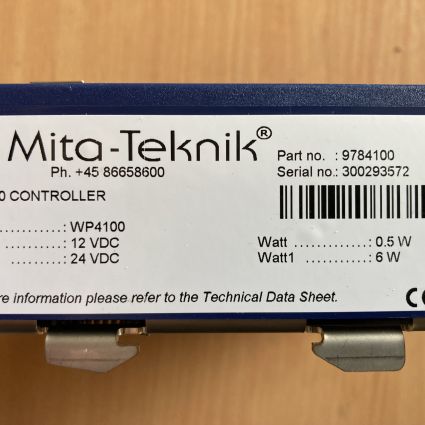 Mita-Teknik®
Ph. +45 86658600
Part no. : 9784100
Serial no.: 300293572
0 CONTROLLER
............: WP4100
............: 12 VDC
............: 24 VDC
Watt ............: 0.5 W
Watt1 ............: 6 W
re information please refer to the Technical Data Sheet.
C€